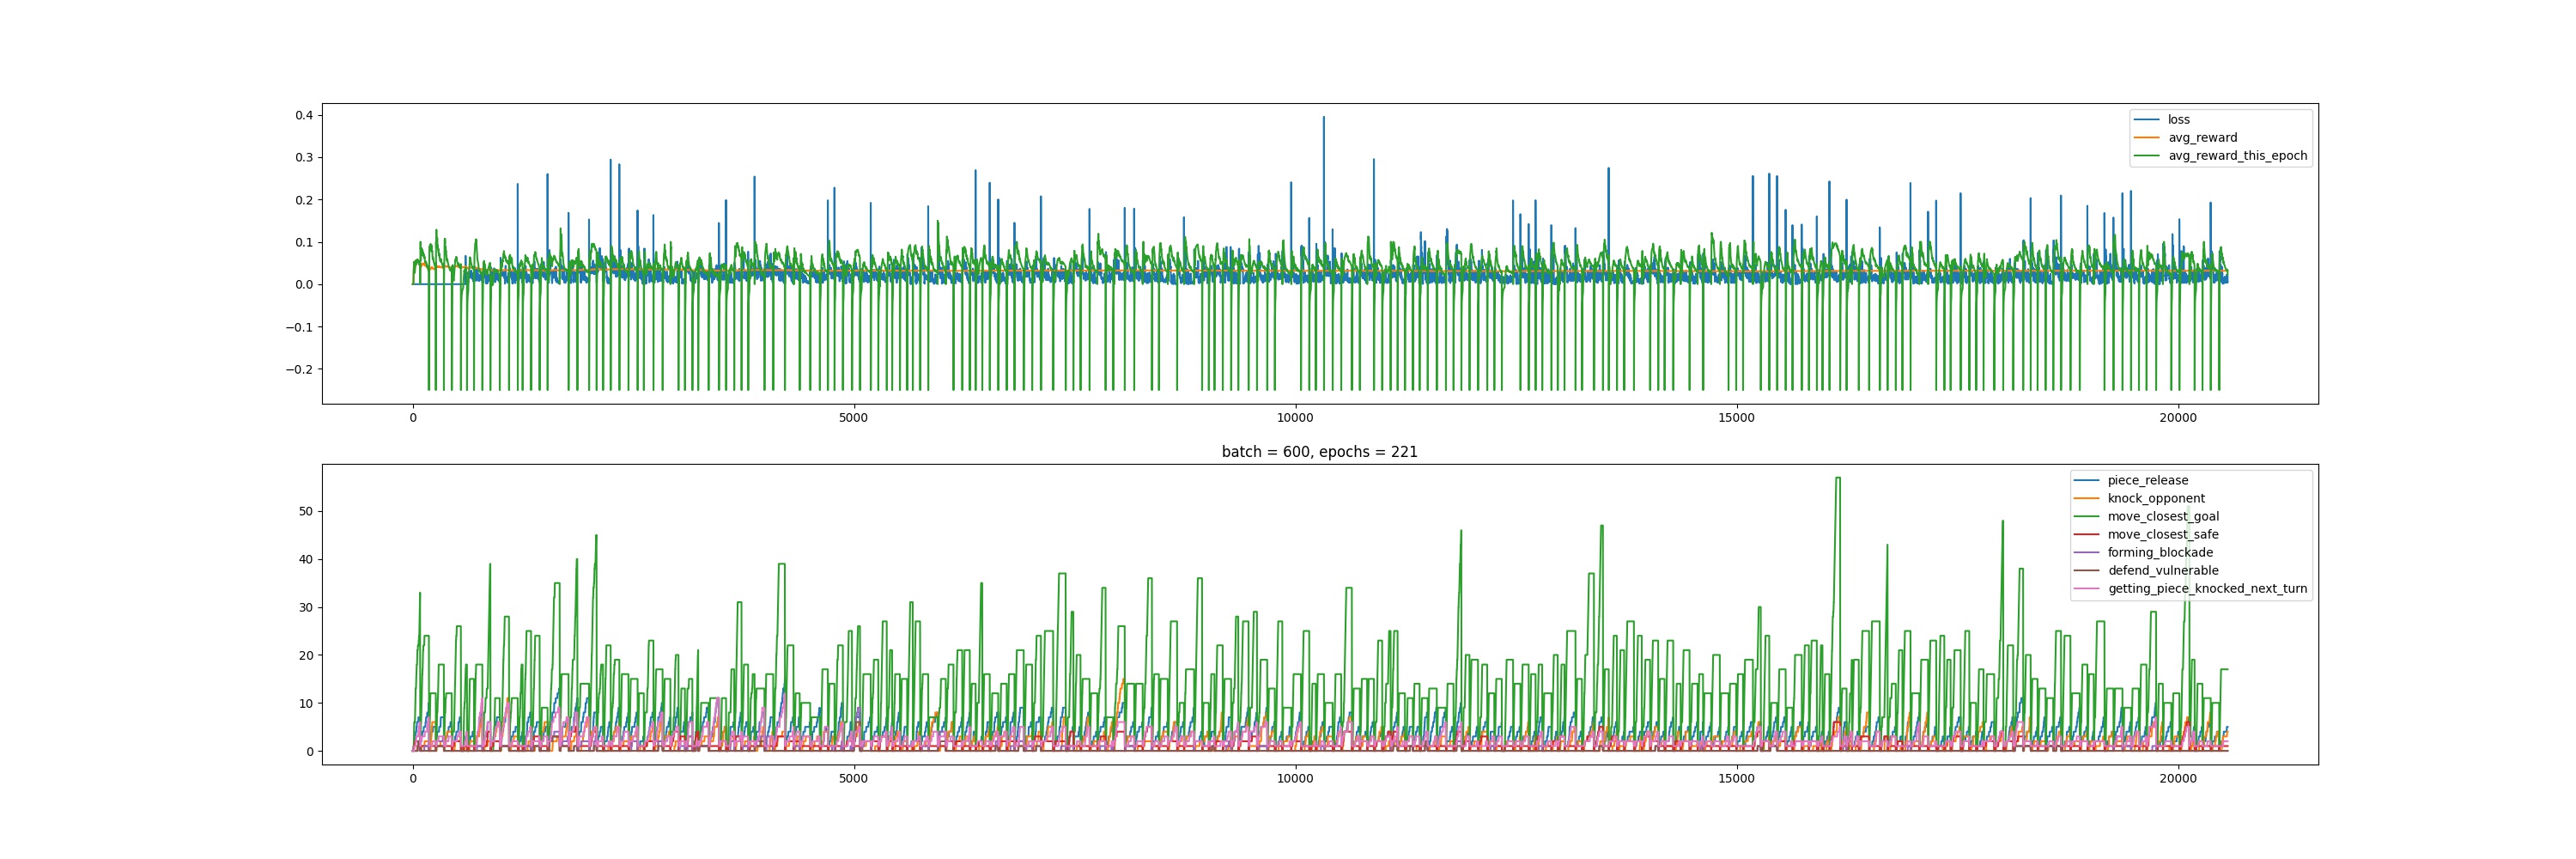 0.4
0.3
0.2
0.1
0.0
−0.1
−0.2
loss
avg_reward
avg_reward_this_epoch
0 5000 10000 15000 20000
batch = 600, epochs = 221
50
40
30
20
10
0
piece_release
knock_opponent
move_closest_goal
move_closest_safe
forming_blockade
defend_vulnerable
getting_piece_knocked_next_turn
0 5000 10000 15000 20000